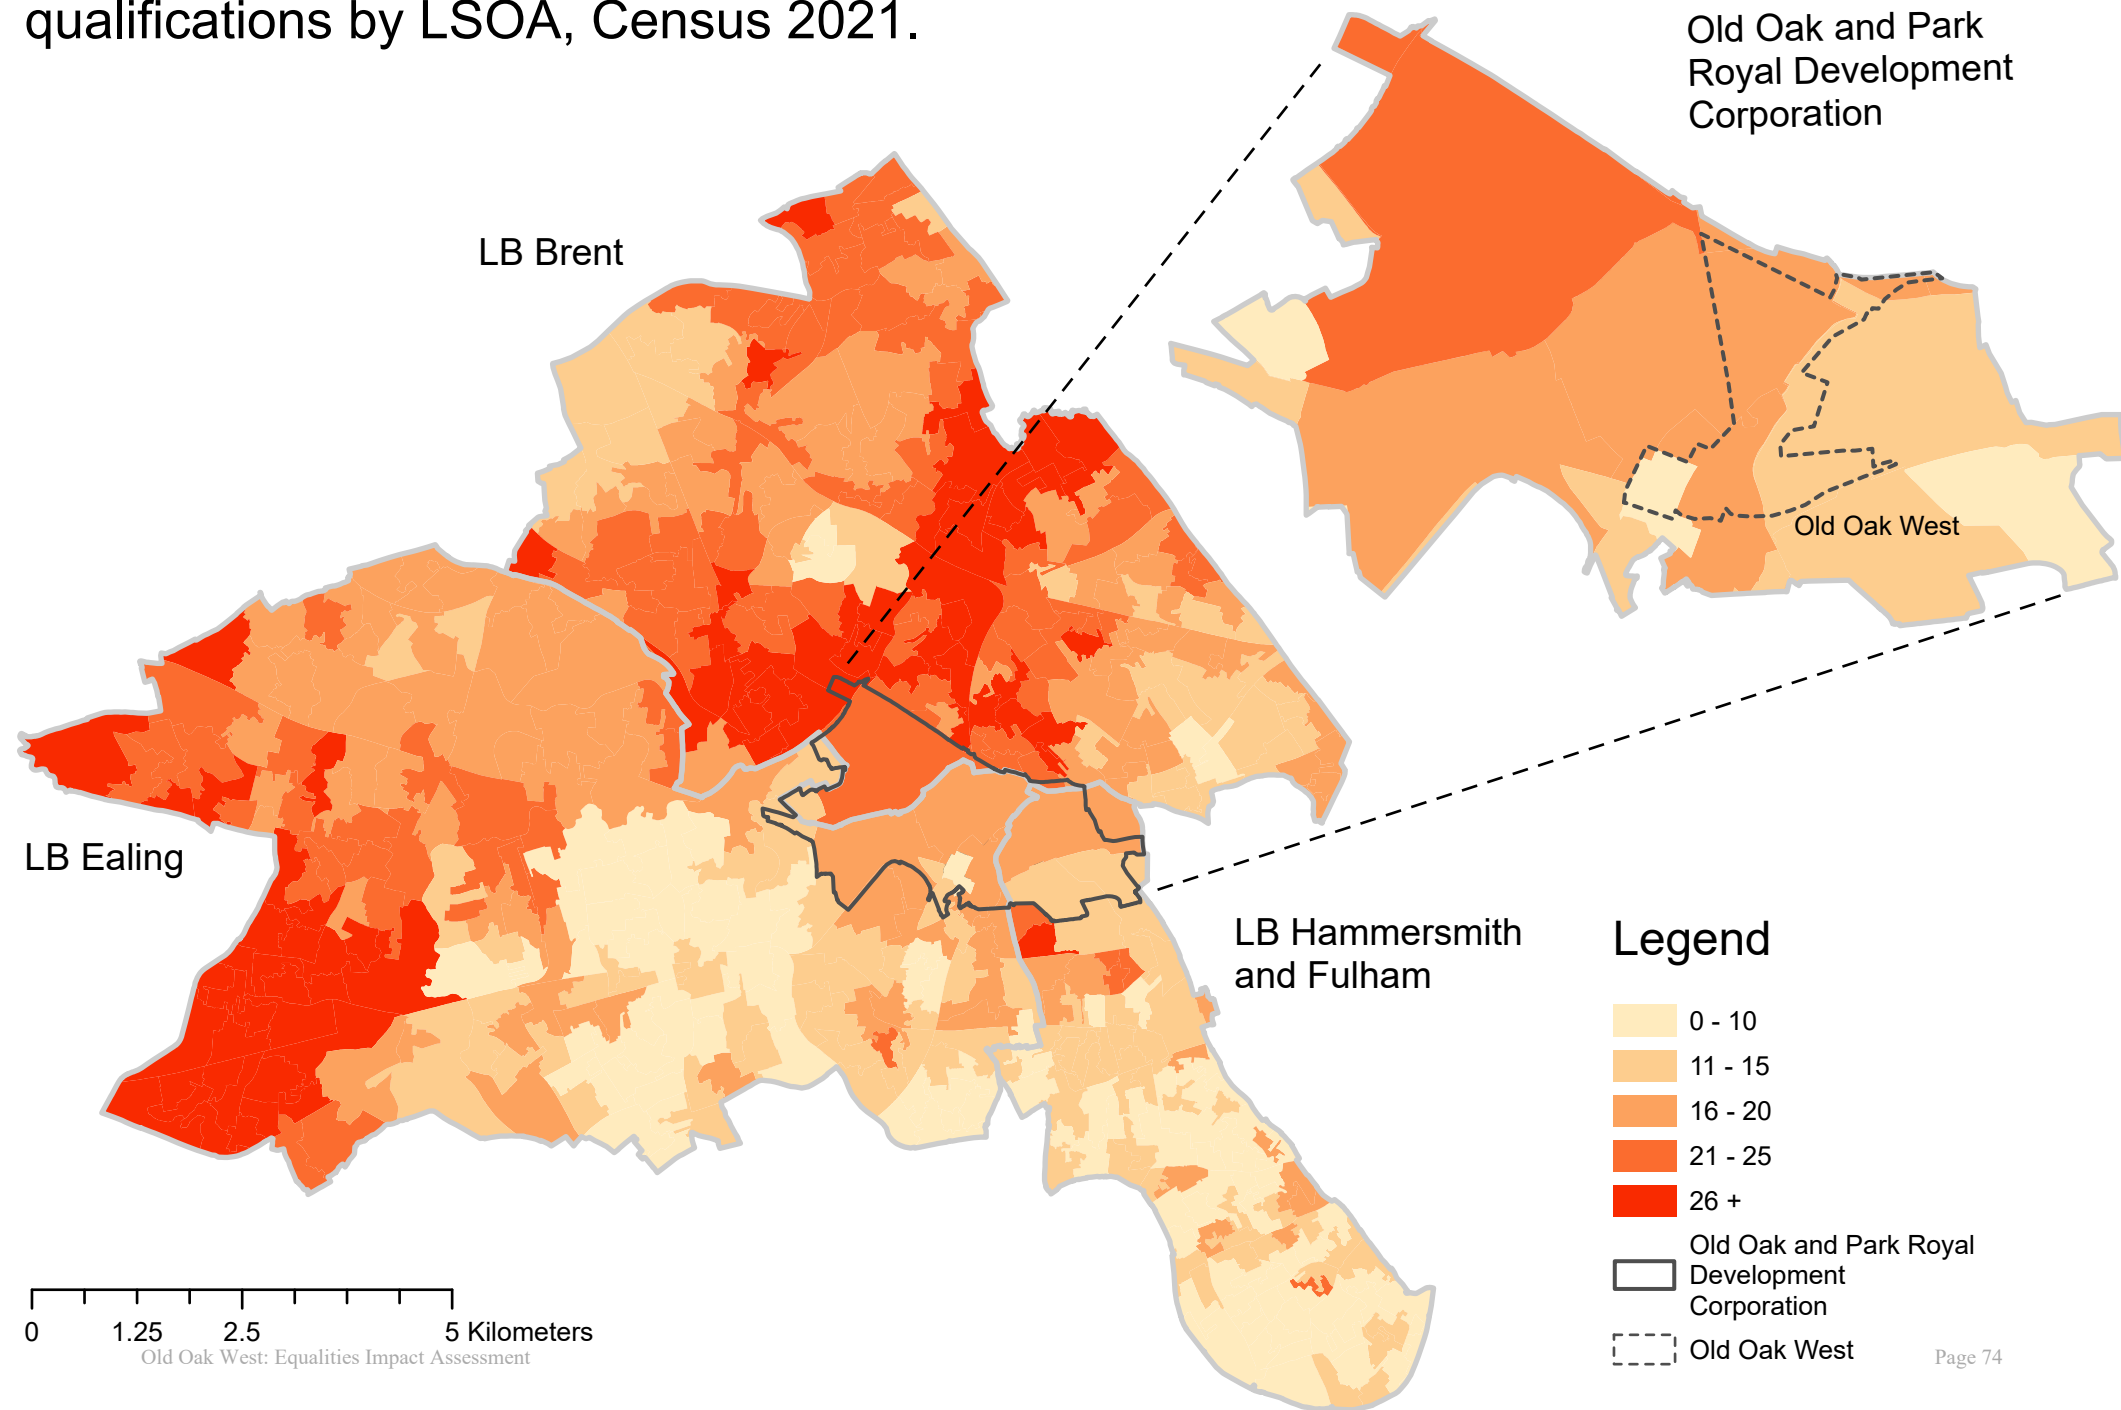 qualifications by LSOA, Census 2021.
Old Oak and Park
Royal Development
Corporation
LB Brent
Old Oak West
LB Ealing
LB Hammersmith
and Fulham
Legend
0 - 10
11 - 15
16 - 20
21 - 25
26 +
Old Oak and Park Royal
Development
Corporation
Old Oak West
0 1.25 2.5 5 Kilometers
Old Oak West: Equalities Impact Assessment
Page 74